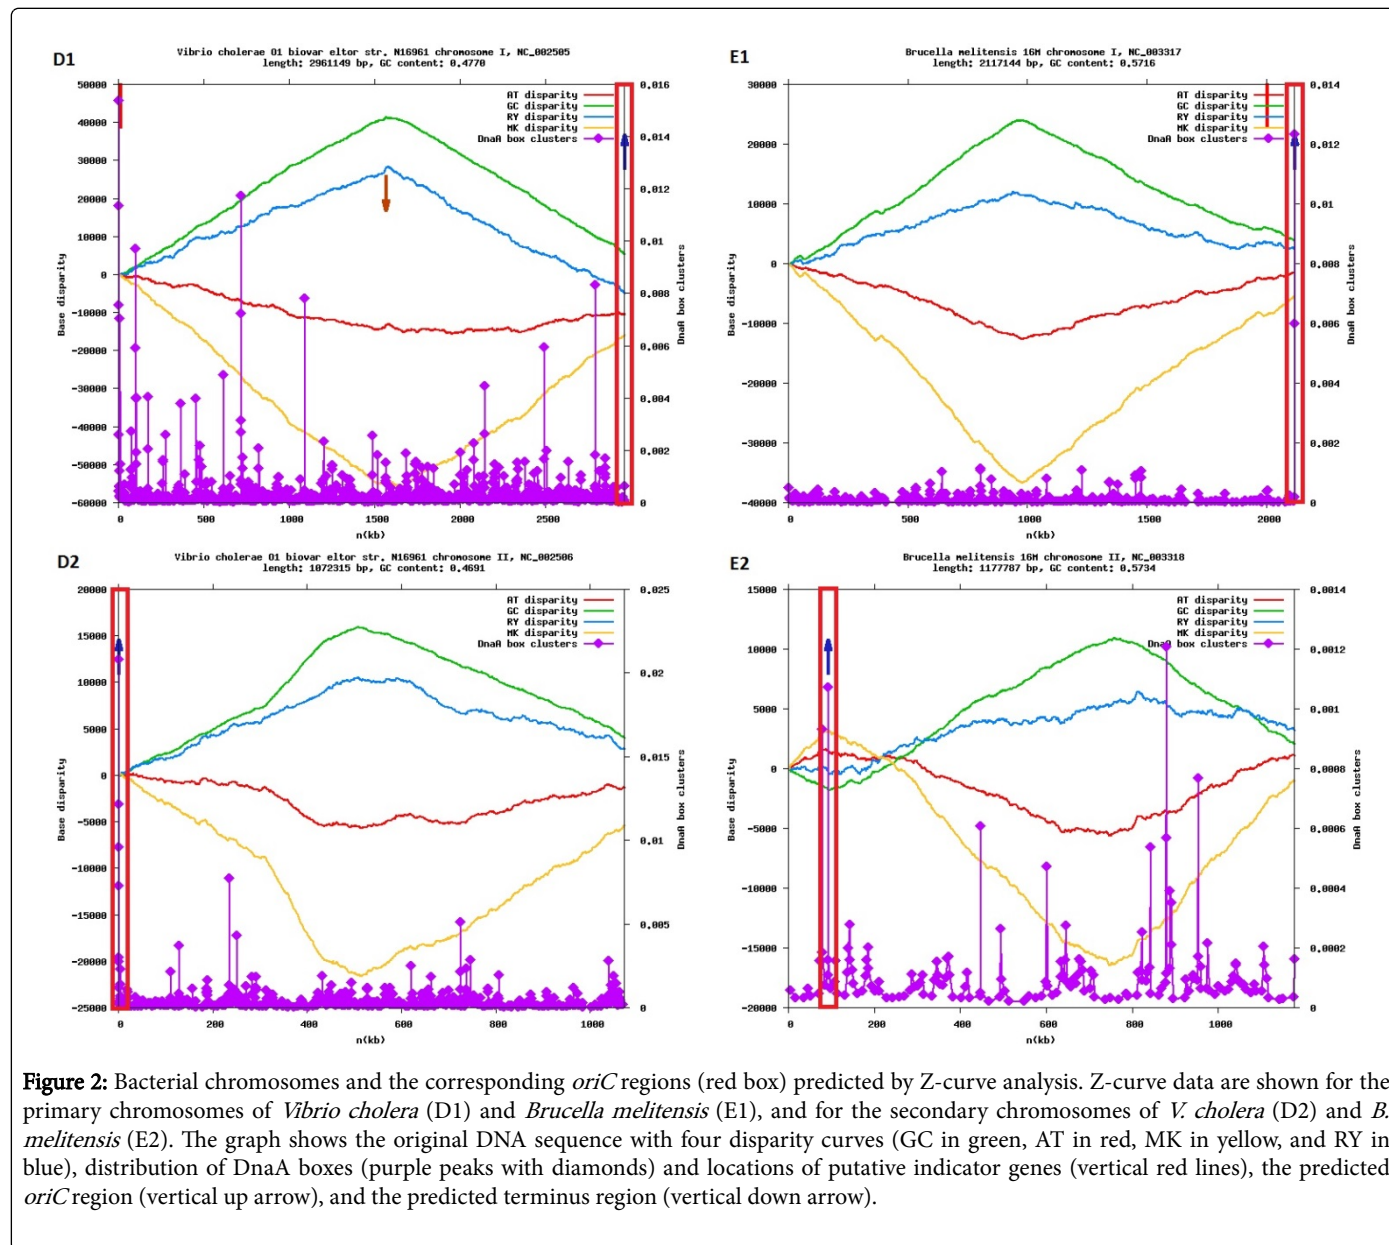 D1
Vibrio cholerae O1 biovar eltor str. N16961 chromosome I, NC_002505
length: 2961149 bp, GC content: 0.4770
AT disparity
GC disparity
RY disparity
MK disparity
DnaA box clusters
50000
40000
30000
20000
10000
0
-10000
-20000
-30000
-40000
-50000
-60000
Base disparity
0.016
0.014
0.012
0.01
0.008
0.006
0.004
0.002
0
DnaA box clusters
0
500
1000
1500
2000
2500
n(kb)
E1
Brucella melitensis 16M chromosome I, NC_003317
length: 2117144 bp, GC content: 0.5716
AT disparity
GC disparity
RY disparity
MK disparity
DnaA box clusters
30000
20000
10000
0
-10000
-20000
-30000
-40000
Base disparity
0.014
0.012
0.01
0.008
0.006
0.004
0.002
0
DnaA box clusters
0
500
1000
1500
2000
n(kb)
D2
Vibrio cholerae O1 biovar eltor str. N16961 chromosome II, NC_002506
length: 1072315 bp, GC content: 0.4691
AT disparity
GC disparity
RY disparity
MK disparity
DnaA box clusters
20000
15000
10000
5000
0
-5000
-10000
-15000
-20000
-25000
Base disparity
0.025
0.02
0.015
0.01
0.005
0
DnaA box clusters
0
200
400
600
800
1000
n(kb)
E2
Brucella melitensis 16M chromosome II, NC_003318
length: 1177787 bp, GC content: 0.5734
AT disparity
GC disparity
RY disparity
MK disparity
DnaA box clusters
15000
10000
5000
0
-5000
-10000
-15000
-20000
Base disparity
0.0014
0.0012
0.001
0.0008
0.0006
0.0004
0.0002
0
DnaA box clusters
0
200
400
600
800
1000
n(kb)
Figure 2: Bacterial chromosomes and the corresponding oriC regions (red box) predicted by Z-curve analysis. Z-curve data are shown for the
primary chromosomes of Vibrio cholera (D1) and Brucella melitensis (E1), and for the secondary chromosomes of V. cholera (D2) and B.
melitensis (E2). The graph shows the original DNA sequence with four disparity curves (GC in green, AT in red, MK in yellow, and RY in
blue), distribution of DnaA boxes (purple peaks with diamonds) and locations of putative indicator genes (vertical red lines), the predicted
oriC region (vertical up arrow), and the predicted terminus region (vertical down arrow).